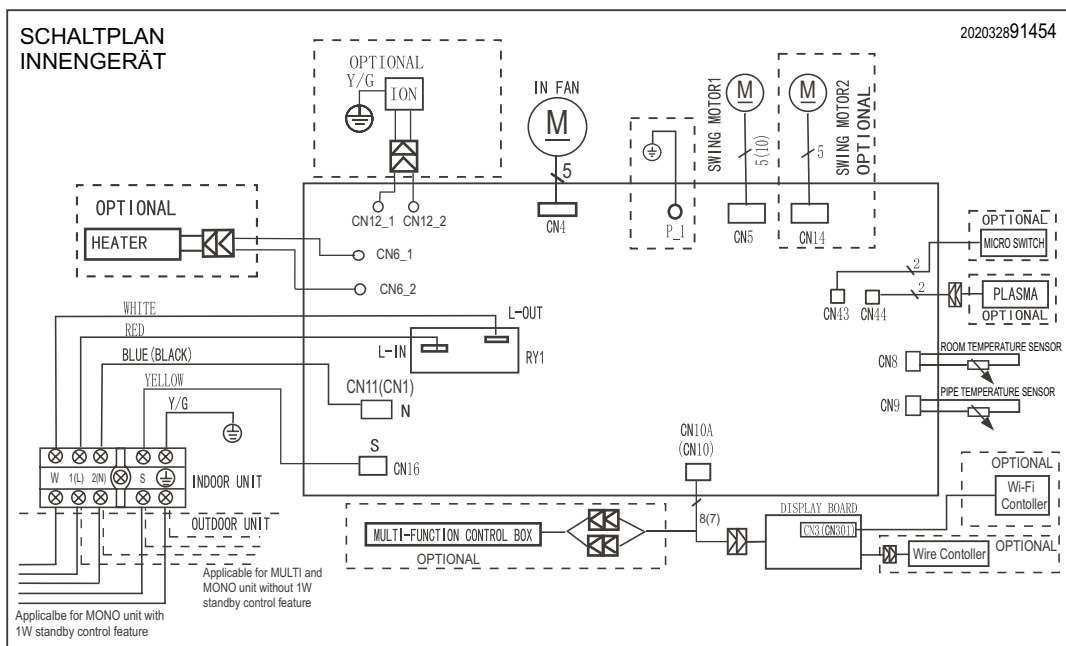 SCHALTPLAN
INNENGERÄT
202032891454
OPTIONAL
Y/G
ION
CN12_1
CN12_2
IN FAN
M
5
CN4
P_1
SWING MOTOR1
M
5(10)
CN5
SWING MOTOR2
OPTIONAL
M
5
CN14
OPTIONAL
HEATER
CN6_1
CN6_2
OPTIONAL
MICRO SWITCH
2
CN43
2
CN44
PLASMA
OPTIONAL
WHITE
L-OUT
RED
L-IN
RY1
BLUE(BLACK)
CN11(CN1)
N
YELLOW
Y/G
S
CN16
CN8
ROOM TEMPERATURE SENSOR
CN9
PIPE TEMPERATURE SENSOR
CN10A
(CN10)
W
1(L)
2(N)
S
INDOOR UNIT
OUTDOOR UNIT
Applicable for MULTI and
MONO unit without 1W
standby control feature
Applicalbe for MONO unit with
1W standby control feature
MULTI-FUNCTION CONTROL BOX
OPTIONAL
8(7)
DISPLAY BOARD
CN3(CN301)
OPTIONAL
Wi-Fi
Contoller
Wire Contoller
OPTIONAL